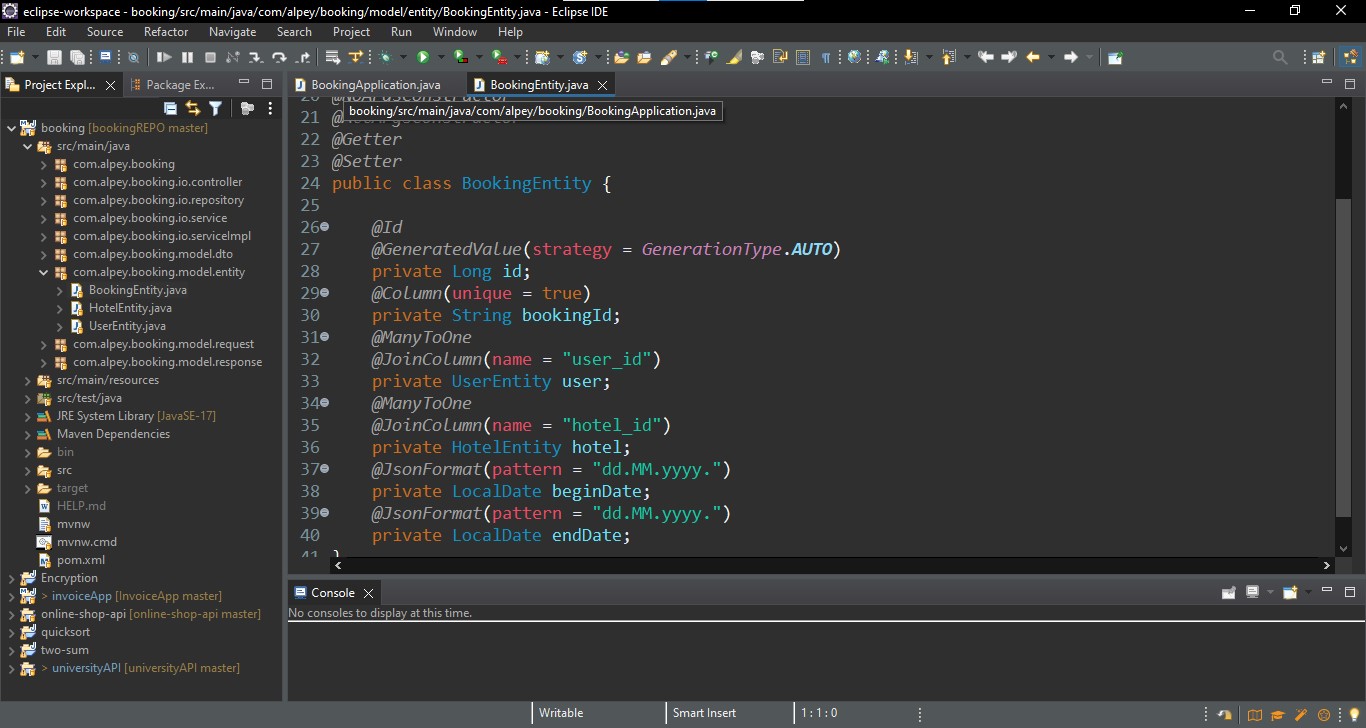 eclipse-workspace - booking/src/main/java/com/alpey/booking/model/entity/BookingEntity.java - Eclipse IDE
File Edit Source Refactor Navigate Search Project Run Window Help
Project Expl... Package Ex...
booking [bookingREPO master]
src/main/java
com.alpey.booking
com.alpey.booking.io.controller
com.alpey.booking.io.repository
com.alpey.booking.io.service
com.alpey.booking.io.serviceImpl
com.alpey.booking.model.dto
com.alpey.booking.model.entity
BookingEntity.java
HotelEntity.java
UserEntity.java
com.alpey.booking.model.request
com.alpey.booking.model.response
src/main/resources
src/test/java
JRE System Library [JavaSE-17]
Maven Dependencies
bin
src
target
HELP.md
mvnw
mvnw.cmd
pom.xml
Encryption
> invoiceApp [InvoiceApp master]
online-shop-api [online-shop-api master]
quicksort
two-sum
> universityAPI [universityAPI master]
BookingApplication.java BookingEntity.java
20 @NoArgsConstructor
booking/src/main/java/com/alpey/booking/BookingApplication.java
21
22 @Getter
23 @Setter
24 public class BookingEntity {
25
26 @Id
27 @GeneratedValue(strategy = GenerationType.AUTO)
28 private Long id;
29 @Column(unique = true)
30 private String bookingId;
31 @ManyToOne
32 @JoinColumn(name = "user_id")
33 private UserEntity user;
34 @ManyToOne
35 @JoinColumn(name = "hotel_id")
36 private HotelEntity hotel;
37 @JsonFormat(pattern = "dd.MM.yyyy.")
38 private LocalDate beginDate;
39 @JsonFormat(pattern = "dd.MM.yyyy.")
40 private LocalDate endDate;
41 }
Console
No consoles to display at this time.
Writable Smart Insert 1 : 1 : 0